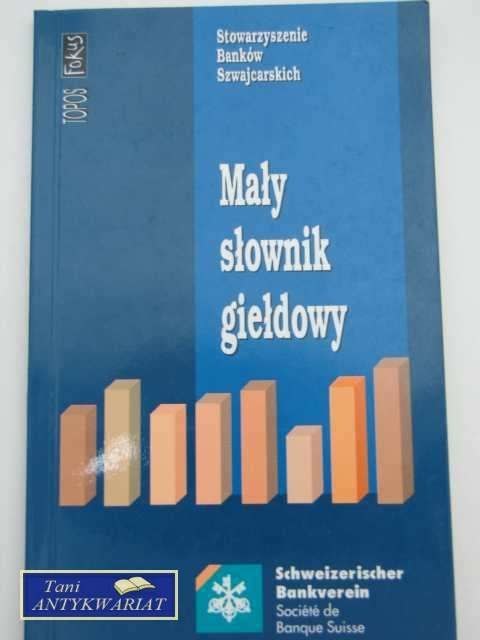 TOPOS FOKUS
Stowarzyszenie
Banków
Szwajcarskich
Mały
słownik
giełdowy
Schweizerischer
Bankverein
Société de
Banque Suisse
Tani
ANTYKWARIAT